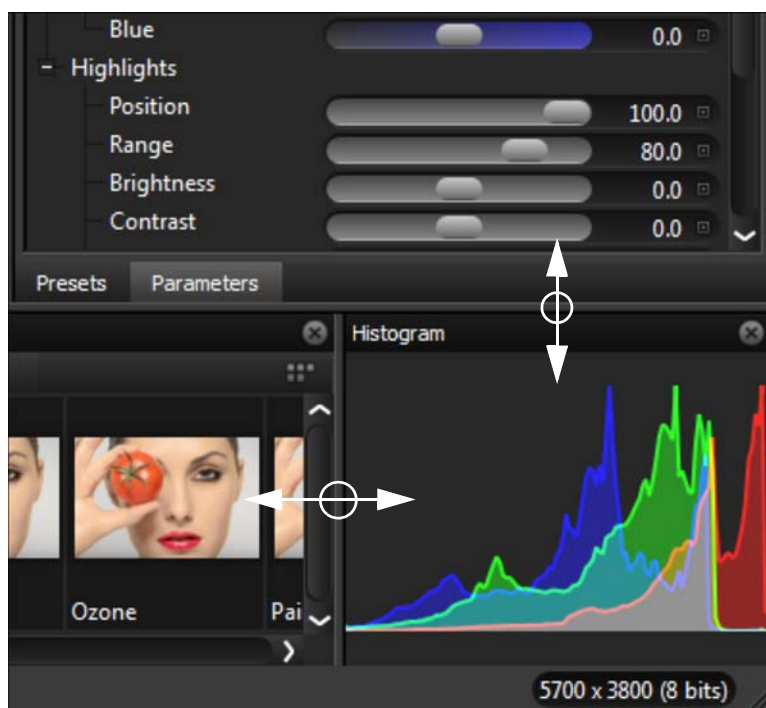 Blue 0.0
Highlights
Position 100.0
Range 80.0
Brightness 0.0
Contrast 0.0
Presets Parameters
Histogram
Ozone
Pai
5700 x 3800 (8 bits)